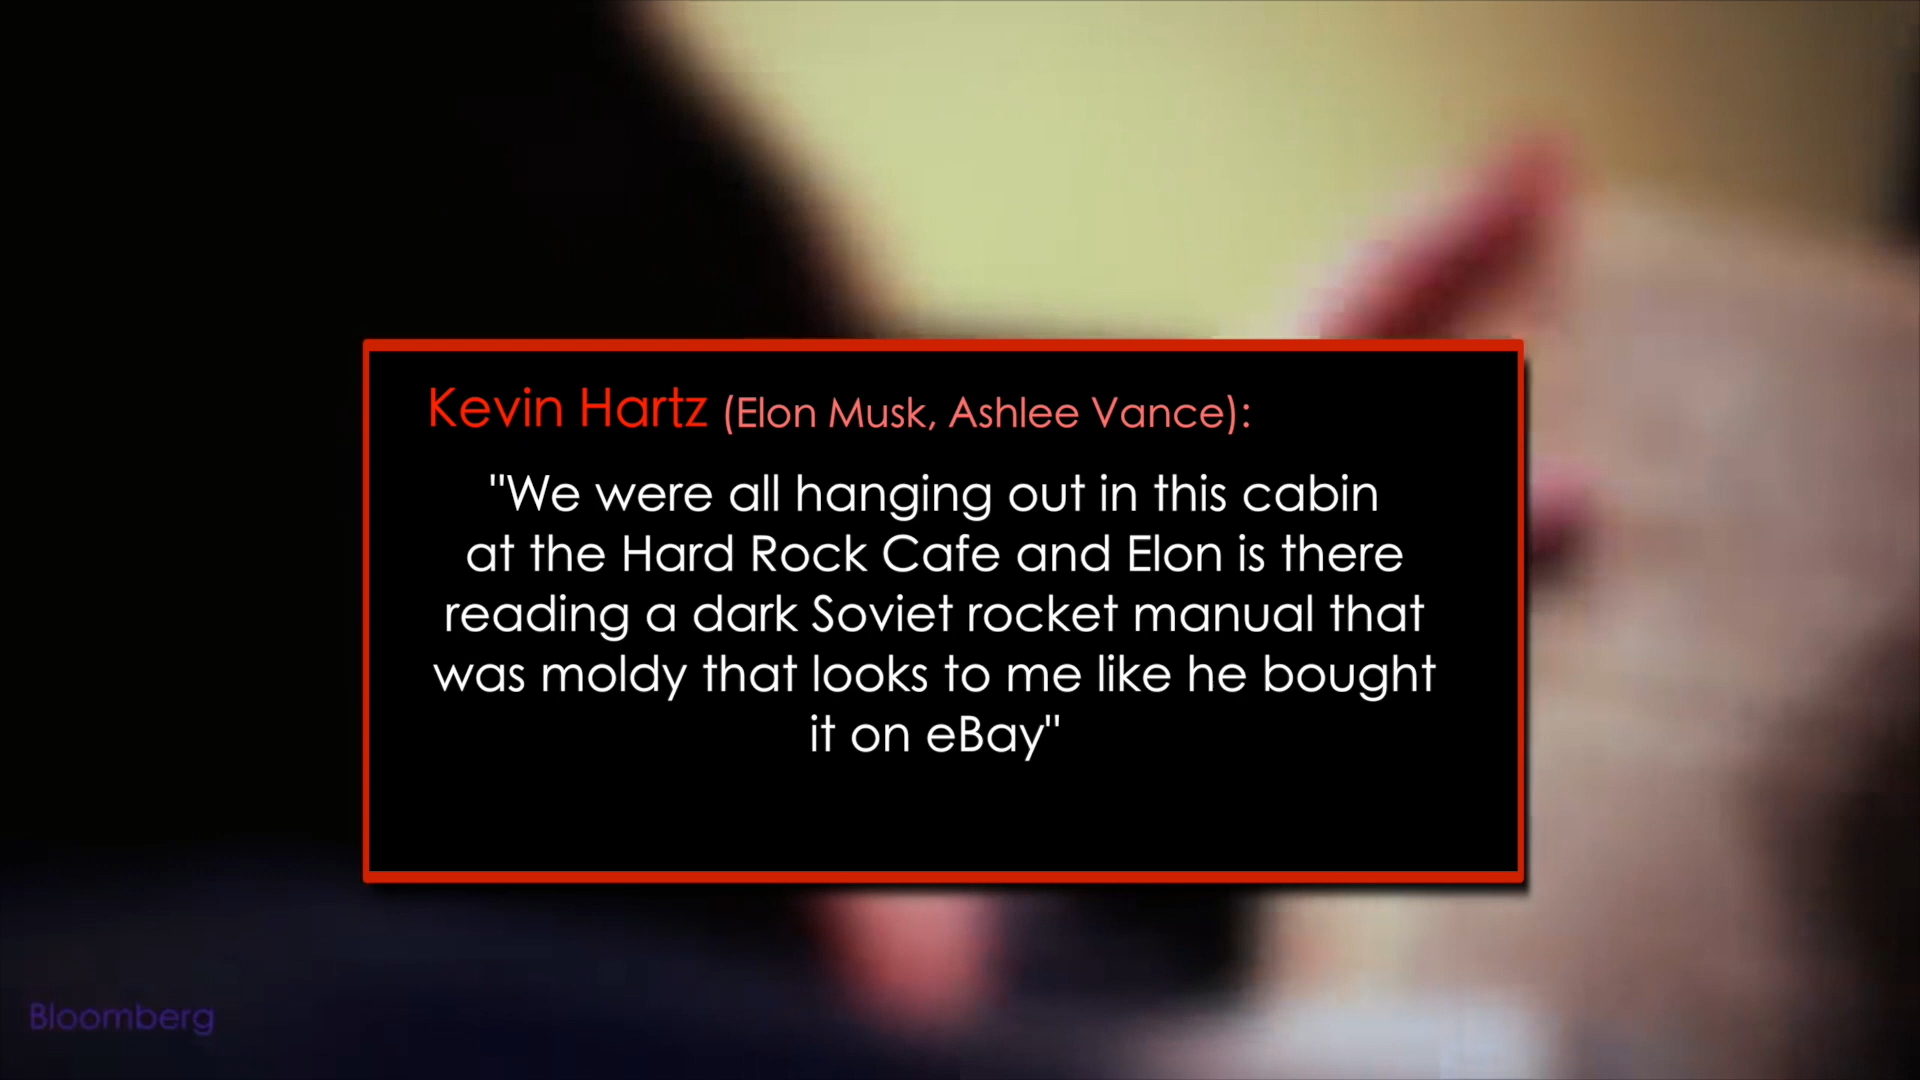 Kevin Hartz (Elon Musk, Ashlee Vance):
"We were all hanging out in this cabin
at the Hard Rock Cafe and Elon is there
reading a dark Soviet rocket manual that
was moldy that looks to me like he bought
it on eBay"
Bloomberg